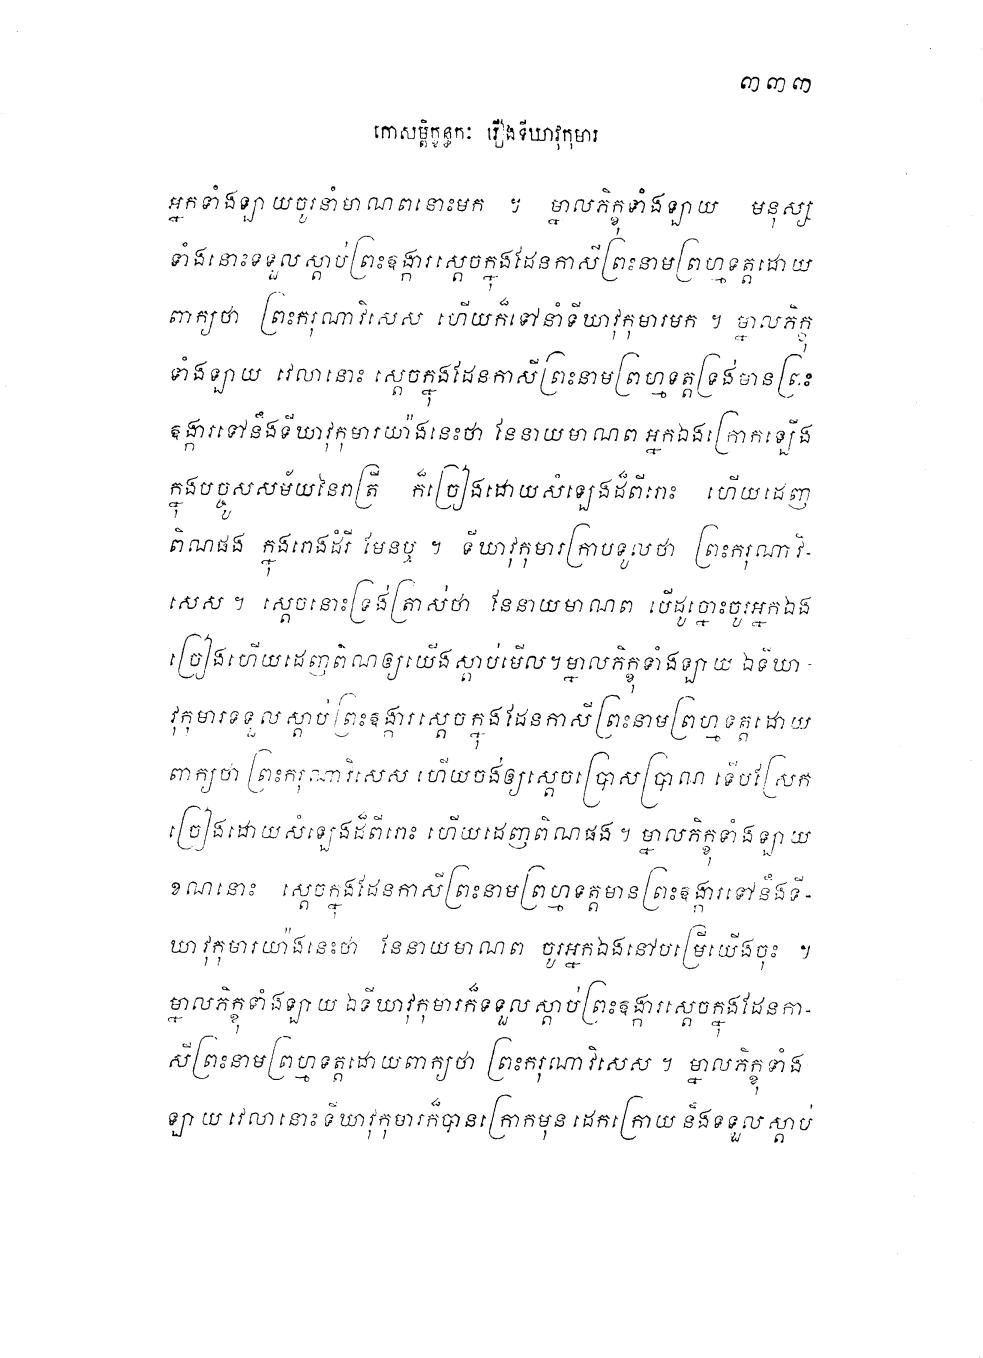 ៣៣៣
កោសម្ពិក្ខន្ធកៈ រឿងទីឃាវុកុមារ
អ្នកទាំងឡាយចូរនាំមាណពនោះមក ។ ម្នាលភិក្ខុទាំងឡាយ មនុស្ស
ទាំងនោះទទួលស្តាប់ព្រះឧង្ការស្តេចក្នុងដែនកាសីព្រះនាមព្រហ្មទត្តដោយ
ពាក្យថា ព្រះករុណាវិសេស ហើយក៏ទៅនាំទីឃាវុកុមារមក ។ ម្នាលភិក្ខុ
ទាំងឡាយ វេលានោះ ស្តេចក្នុងដែនកាសីព្រះនាមព្រហ្មទត្តទ្រង់មានព្រះ
ឧង្ការទៅនឹងទីឃាវុកុមារយ៉ាងនេះថា នែនាយមាណព អ្នកឯងក្រោកឡើង
ក្នុងបច្ចូសសម័យនៃរាត្រី ក៏ច្រៀងដោយសំឡេងដ៏ពីរោះ ហើយដេញ
ពិណផង ក្នុងរោងដំរី មែនឬ ។ ទីឃាវុកុមារក្រាបទូលថា ព្រះករុណាវិ-
សេស ។ ស្តេចនោះទ្រង់ត្រាស់ថា នែនាយមាណព បើដូច្នោះចូរអ្នកឯង
ច្រៀងហើយដេញពិណឲ្យយើងស្តាប់មើល។ម្នាលភិក្ខុទាំងឡាយ ឯទីឃា-
វុកុមារទទួលស្តាប់ព្រះឧង្ការស្តេចក្នុងដែនកាសីព្រះនាមព្រហ្មទត្តដោយ
ពាក្យថា ព្រះករុណាវិសេស ហើយចង់ឲ្យស្តេចប្រោសប្រាណ ទើបស្រែក
ច្រៀងដោយសំឡេងដ៏ពីរោះ ហើយដេញពិណផង ។ ម្នាលភិក្ខុទាំងឡាយ
ខណនោះ ស្តេចក្នុងដែនកាសីព្រះនាមព្រហ្មទត្តមានព្រះឧង្ការទៅនឹងទី-
ឃាវុកុមារយ៉ាងនេះថា នែនាយមាណព ចូរអ្នកឯងនៅបម្រើយើងចុះ ។
ម្នាលភិក្ខុទាំងឡាយ ឯទីឃាវុកុមារក៏ទទួលស្តាប់ព្រះឧង្ការស្តេចក្នុងដែនកា-
សីព្រះនាមព្រហ្មទត្តដោយពាក្យថា ព្រះករុណាវិសេស ។ ម្នាលភិក្ខុទាំង
ឡាយ វេលានោះ ទីឃាវុកុមារក៏បានក្រោកមុន ដេកក្រោយ នឹងទទួលស្តាប់